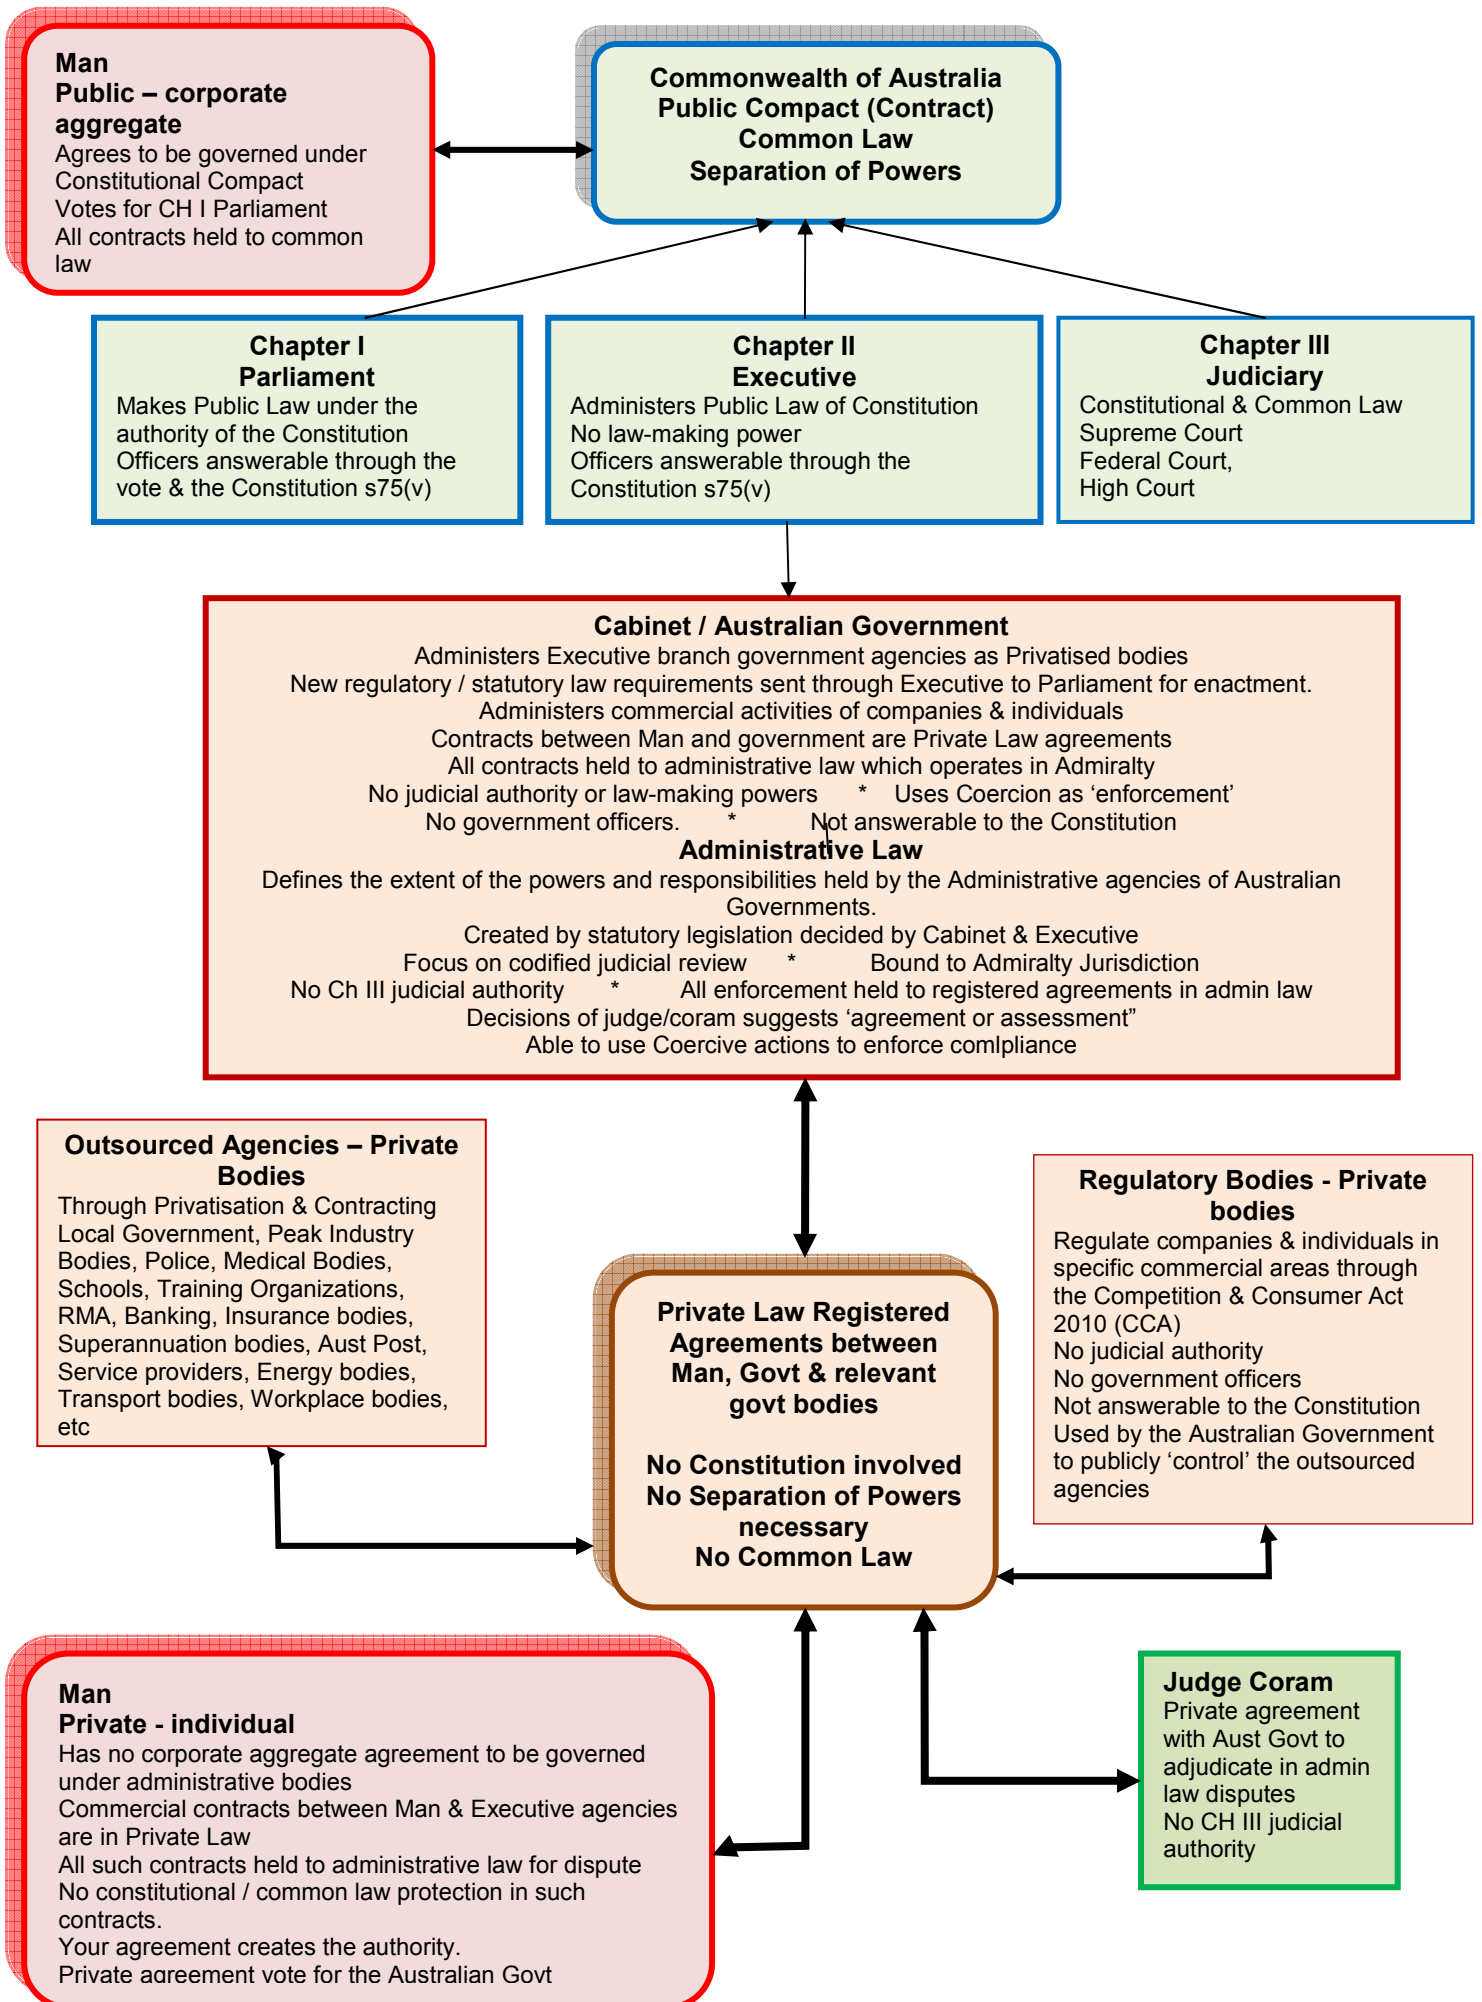 Man
Public – corporate
aggregate
Agrees to be governed under
Constitutional Compact
Votes for CH I Parliament
All contracts held to common
law
Commonwealth of Australia
Public Compact (Contract)
Common Law
Separation of Powers
Chapter I
Parliament
Makes Public Law under the
authority of the Constitution
Officers answerable through the
vote & the Constitution s75(v)
Chapter II
Executive
Administers Public Law of Constitution
No law-making power
Officers answerable through the
Constitution s75(v)
Chapter III
Judiciary
Constitutional & Common Law
Supreme Court
Federal Court,
High Court
Cabinet / Australian Government
Administers Executive branch government agencies as Privatised bodies
New regulatory / statutory law requirements sent through Executive to Parliament for enactment.
Administers commercial activities of companies & individuals
Contracts between Man and government are Private Law agreements
All contracts held to administrative law which operates in Admiralty
No judicial authority or law-making powers * Uses Coercion as ‘enforcement’
No government officers. * Not answerable to the Constitution
Administrative Law
Defines the extent of the powers and responsibilities held by the Administrative agencies of Australian
Governments.
Created by statutory legislation decided by Cabinet & Executive
Focus on codified judicial review * Bound to Admiralty Jurisdiction
No Ch III judicial authority * All enforcement held to registered agreements in admin law
Decisions of judge/coram suggests ‘agreement or assessment”
Able to use Coercive actions to enforce comlpliance
Outsourced Agencies – Private
Bodies
Through Privatisation & Contracting
Local Government, Peak Industry
Bodies, Police, Medical Bodies,
Schools, Training Organizations,
RMA, Banking, Insurance bodies,
Superannuation bodies, Aust Post,
Service providers, Energy bodies,
Transport bodies, Workplace bodies,
etc
Private Law Registered
Agreements between
Man, Govt & relevant
govt bodies
No Constitution involved
No Separation of Powers
necessary
No Common Law
Regulatory Bodies - Private
bodies
Regulate companies & individuals in
specific commercial areas through
the Competition & Consumer Act
2010 (CCA)
No judicial authority
No government officers
Not answerable to the Constitution
Used by the Australian Government
to publicly ‘control’ the outsourced
agencies
Man
Private - individual
Has no corporate aggregate agreement to be governed
under administrative bodies
Commercial contracts between Man & Executive agencies
are in Private Law
All such contracts held to administrative law for dispute
No constitutional / common law protection in such
contracts.
Your agreement creates the authority.
Private agreement vote for the Australian Govt
Judge Coram
Private agreement
with Aust Govt to
adjudicate in admin
law disputes
No CH III judicial
authority